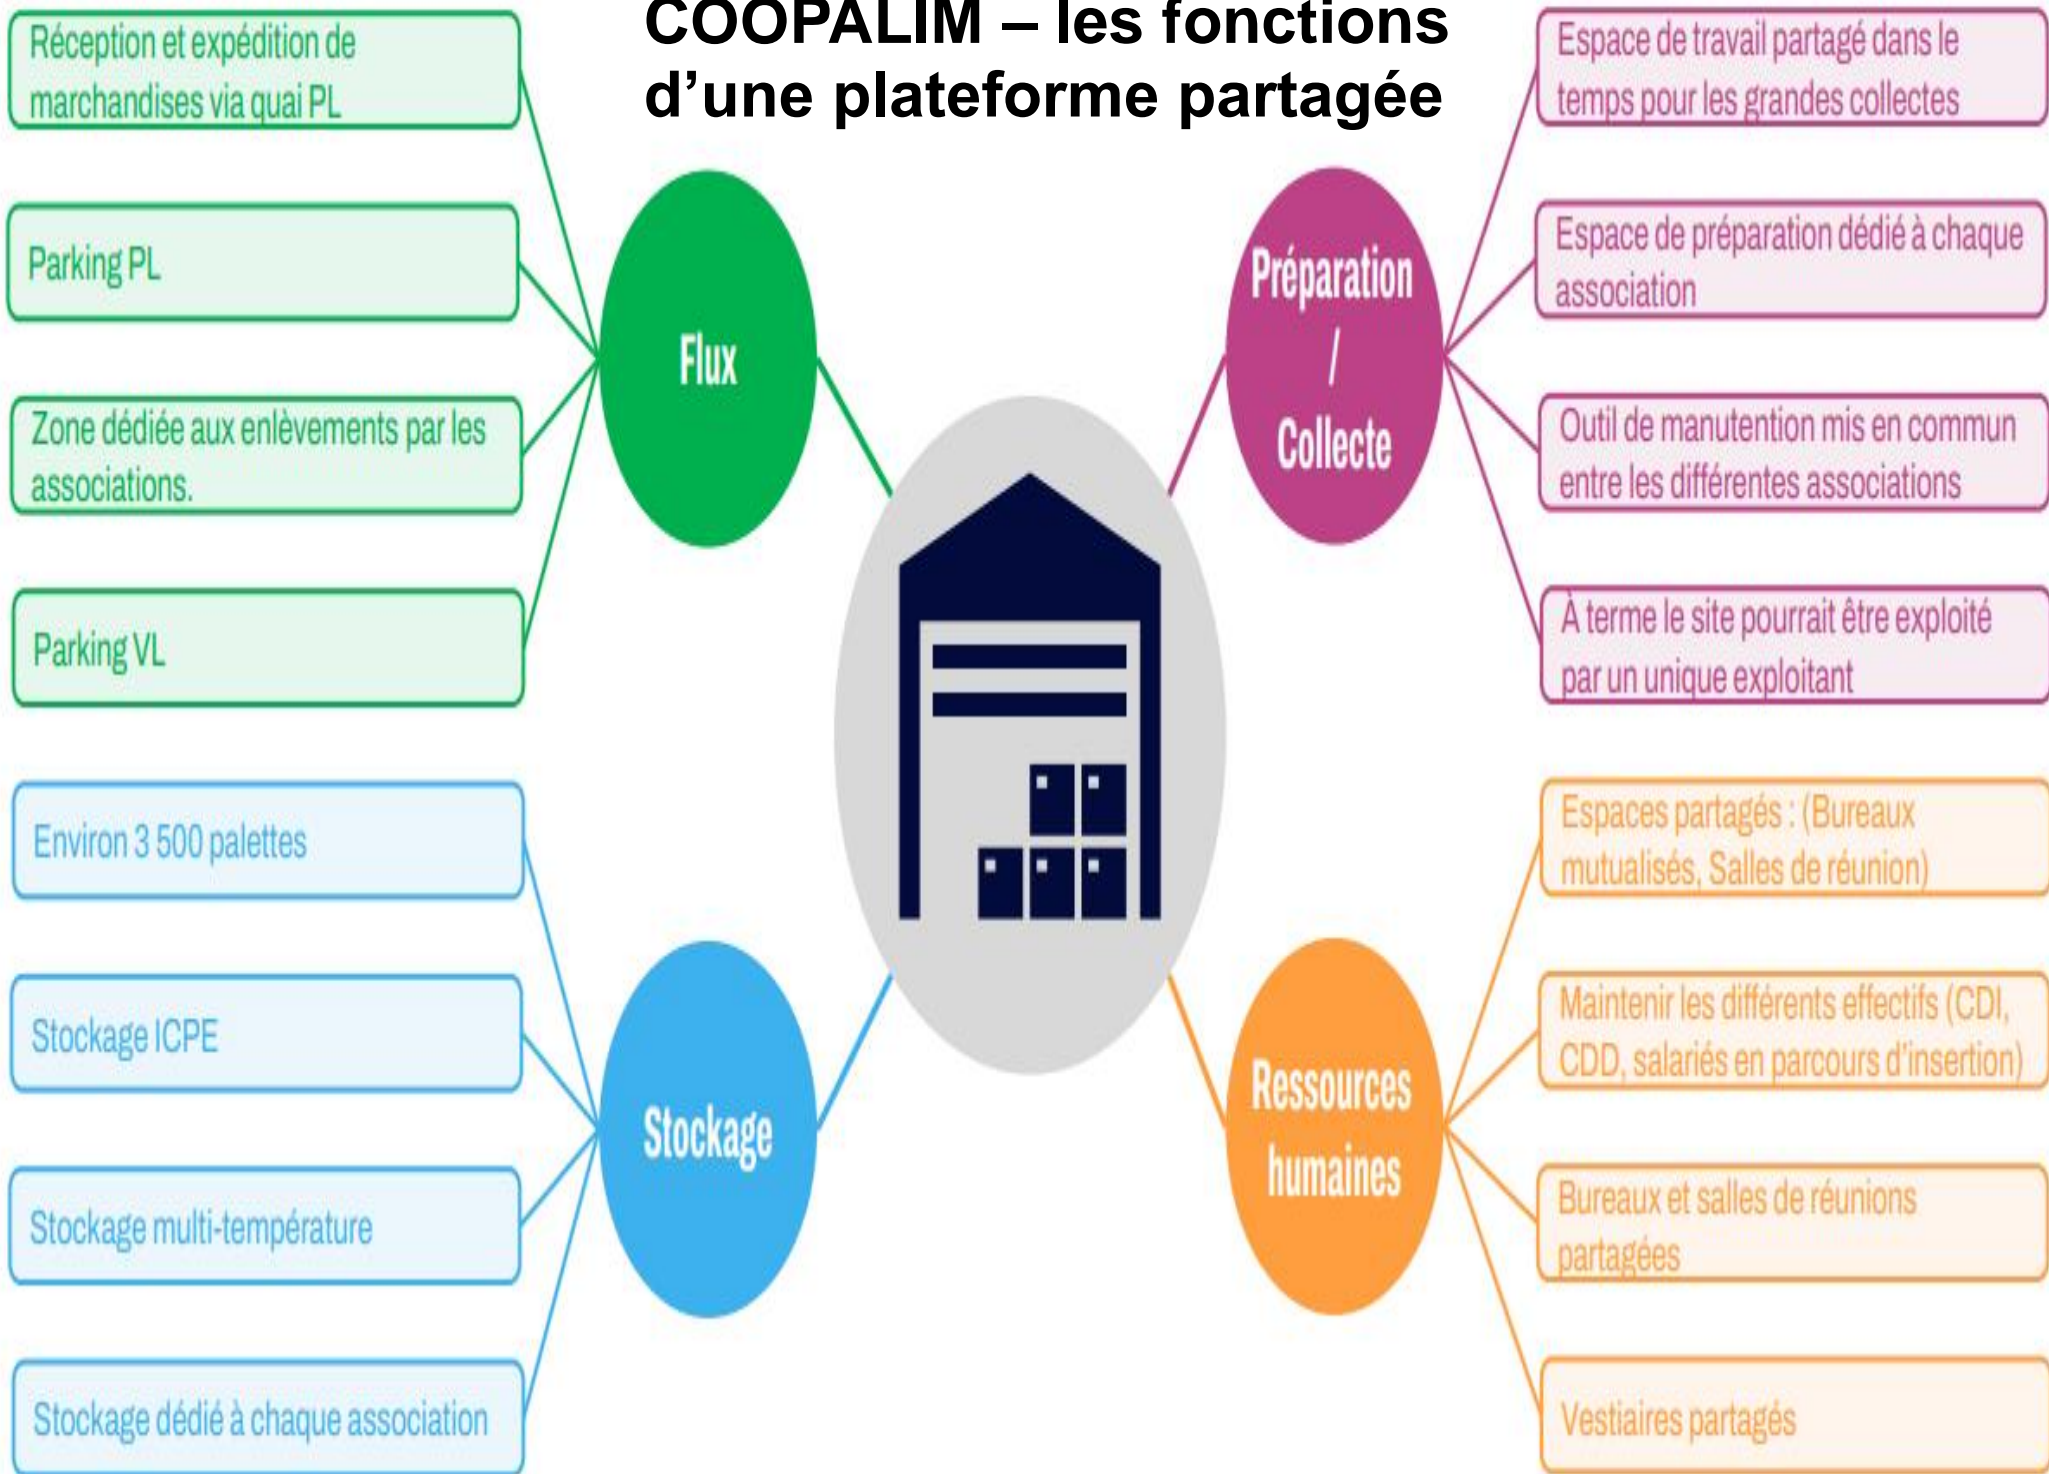 COOPALIM – les fonctions
d’une plateforme partagée
Réception et expédition de
marchandises via quai PL
Parking PL
Zone dédiée aux enlèvements par les
associations.
Parking VL
Flux
Environ 3 500 palettes
Stockage ICPE
Stockage multi-température
Stockage dédié à chaque association
Stockage
Préparation
/
Collecte
Espace de travail partagé dans le
temps pour les grandes collectes
Espace de préparation dédié à chaque
association
Outil de manutention mis en commun
entre les différentes associations
À terme le site pourrait être exploité
par un unique exploitant
Ressources
humaines
Espaces partagés : (Bureaux
mutualisés, Salles de réunion)
Maintenir les différents effectifs (CDI,
CDD, salariés en parcours d'insertion)
Bureaux et salles de réunions
partagées
Vestiaires partagés